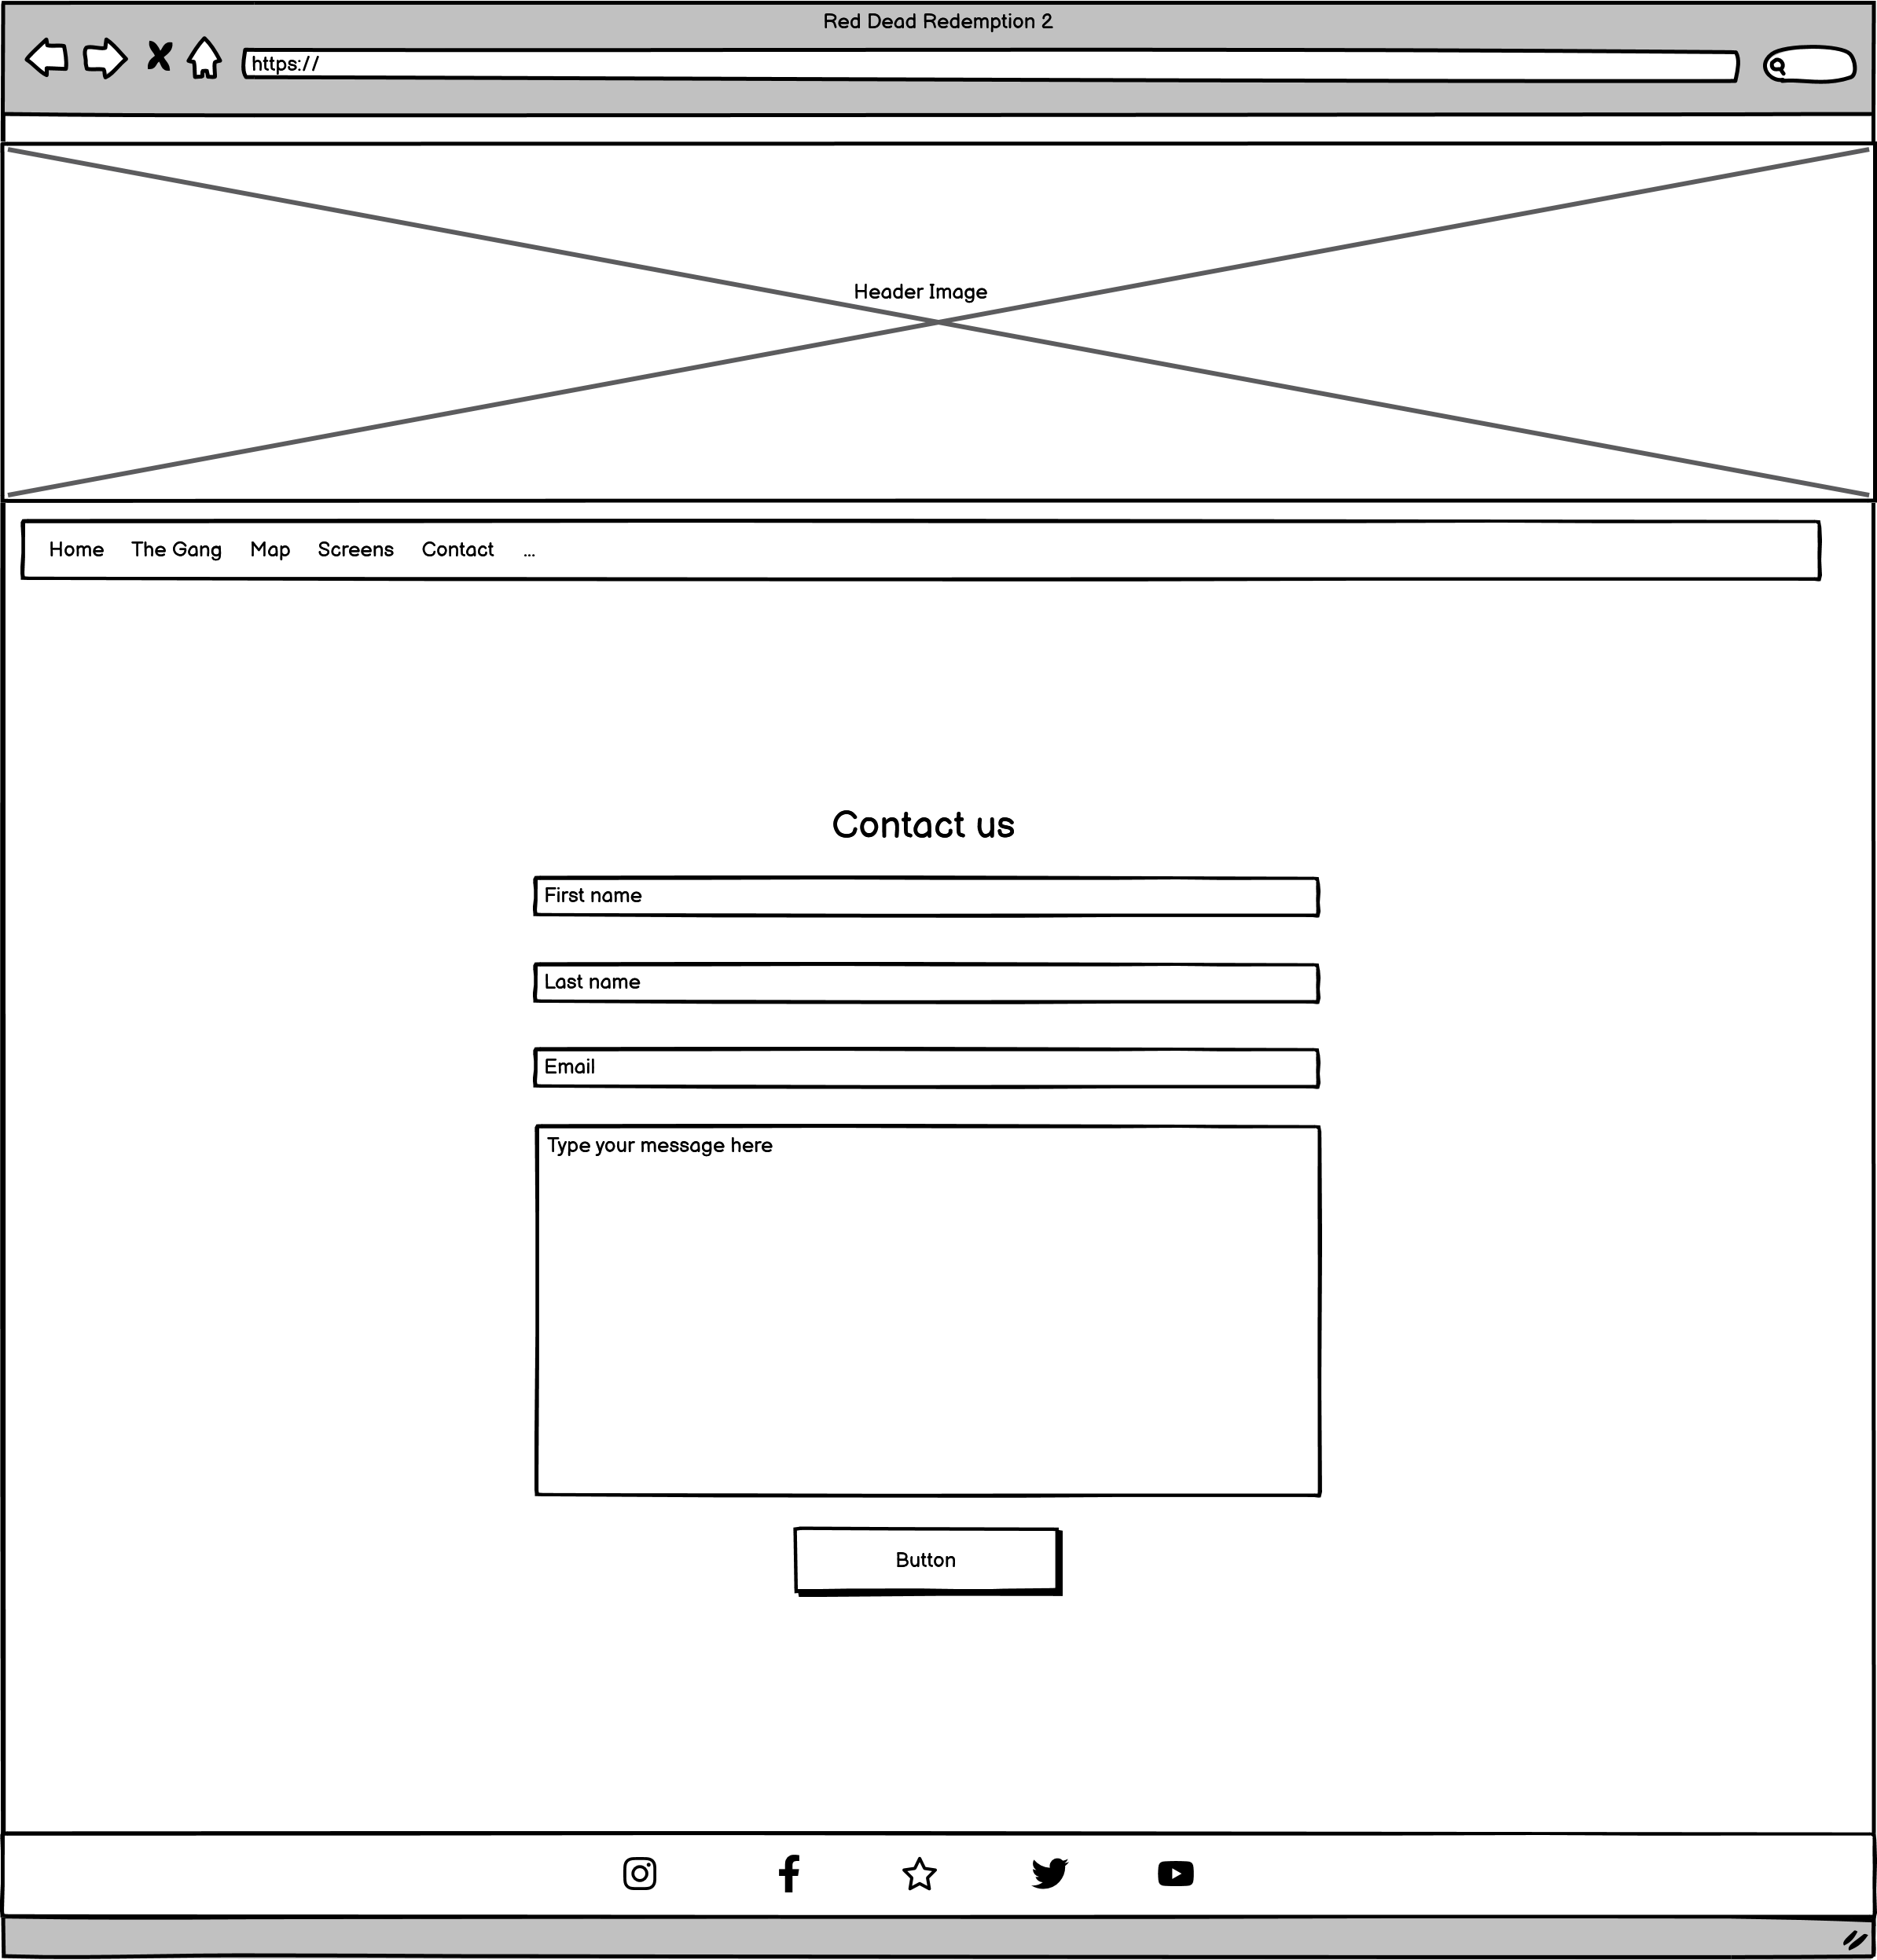 Red Dead Redemption 2
https://
Header Image
Home The Gang Map Screens Contact ...
Contact us
First name
Last name
Email
Type your message here
Button